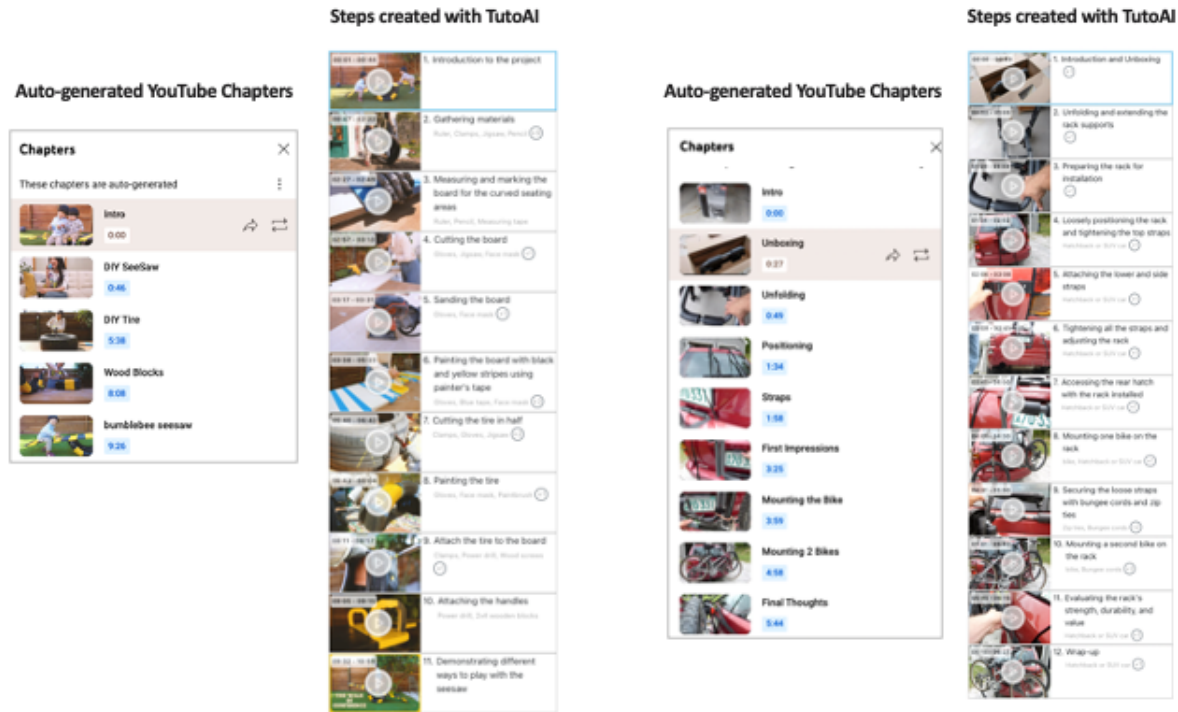 Steps created with TutoAI
Auto-generated YouTube Chapters
Chapters
These chapters are auto-generated
Intro
0:00
DIY SeeSaw
0:46
DIY Tire
5:38
Wood Blocks
8:08
bumblebee seesaw
9:26
1. Introduction to the project
2. Gathering materials
Ruler, Clamps, Jigsaw, Pencil
3. Measuring and marking the
board for the curved seating
areas
Ruler, Pencil, Measuring tape
4. Cutting the board
Gloves, Jigsaw, Face mask
5. Sanding the board
Gloves, Face mask
6. Painting the board with black
and yellow stripes using
painter's tape
Gloves, Blue tape, Face mask
7. Cutting the tire in half
Clamps, Gloves, Jigsaw
8. Painting the tire
Gloves, Face mask, Paintbrush
9. Attach the tire to the board
Clamps, Power drill, Wood screws
10. Attaching the handles
Power drill, 2x4 wooden blocks
11. Demonstrating different
ways to play with the
seesaw
Steps created with TutoAI
Auto-generated YouTube Chapters
Chapters
Intro
0:00
Unboxing
0:27
Unfolding
0:49
Positioning
1:34
Straps
1:58
First Impressions
3:25
Mounting the Bike
3:59
Mounting 2 Bikes
4:58
Final Thoughts
5:44
1. Introduction and Unboxing
2. Unfolding and extending the
rack supports
3. Preparing the rack for
installation
4. Loosely positioning the rack
and tightening the top straps
Hatchback or SUV car
5. Attaching the lower and side
straps
Hatchback or SUV car
6. Tightening all the straps and
adjusting the rack
Hatchback or SUV car
7. Accessing the rear hatch
with the rack installed
Hatchback or SUV car
8. Mounting one bike on the
rack
bike, Hatchback or SUV car
9. Securing the loose straps
with bungee cords and zip
ties
Zip ties, Bungee cords
10. Mounting a second bike on
the rack
bike, Bungee cords
11. Evaluating the rack's
strength, durability, and
value
Hatchback or SUV car
12. Wrap-up
Hatchback or SUV car